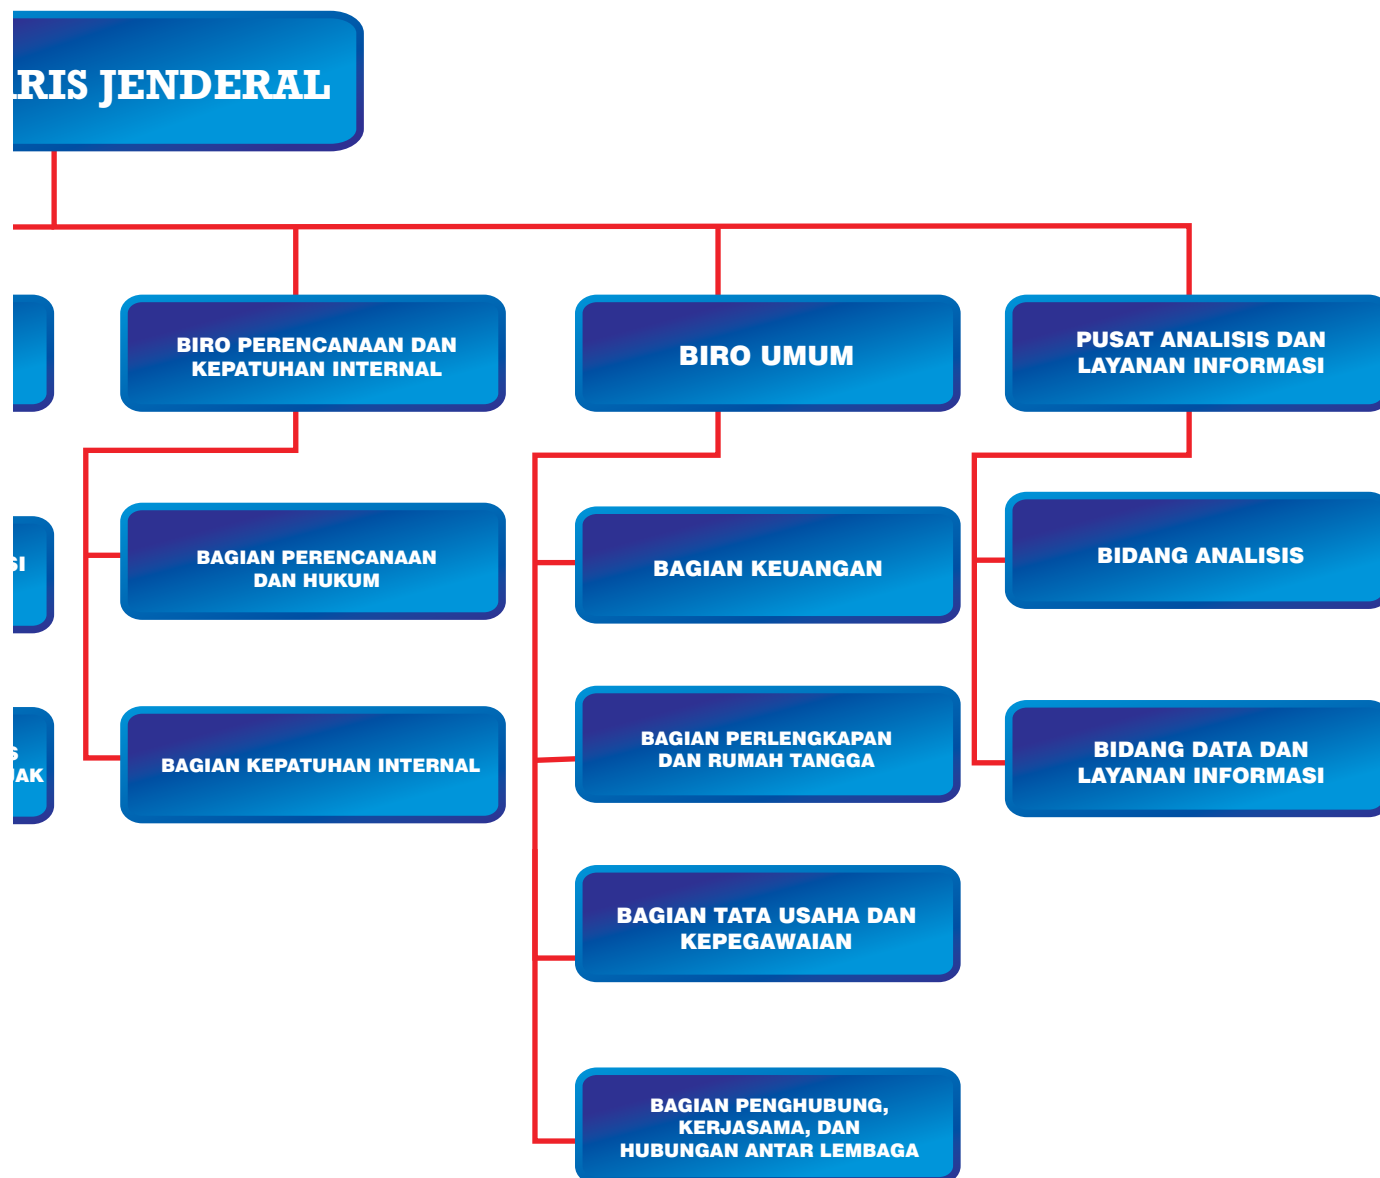 JENDERAL
BIRO PERENCANAAN DAN
KEPATUHAN INTERNAL
BIRO UMUM
PUSAT ANALISIS DAN
LAYANAN INFORMASI
BAGIAN PERENCANAAN
DAN HUKUM
BAGIAN KEUANGAN
BIDANG ANALISIS
BAGIAN KEPATUHAN INTERNAL
BAGIAN PERLENGKAPAN
DAN RUMAH TANGGA
BIDANG DATA DAN
LAYANAN INFORMASI
BAGIAN TATA USAHA DAN
KEPEGAWAIAN
BAGIAN PENGHUBUNG,
KERJASAMA, DAN
HUBUNGAN ANTAR LEMBAGA